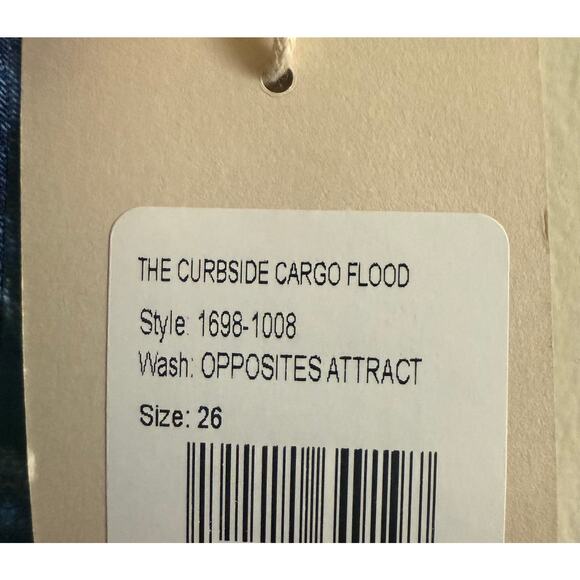 THE CURBSIDE CARGO FLOOD
Style: 1698-1008
Wash: OPPOSITES ATTRACT
Size: 26